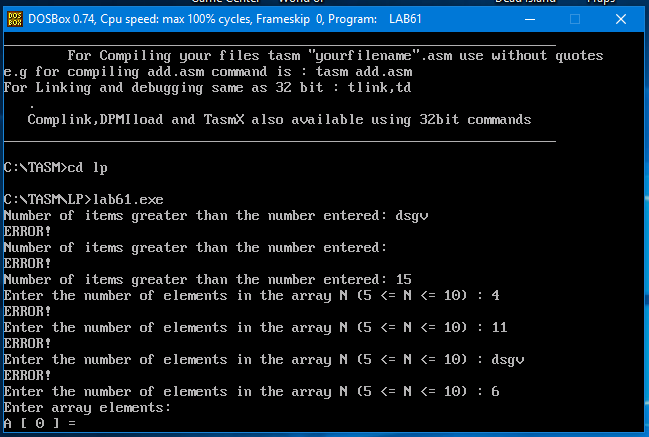 DOSBox 0.74, Cpu speed: max 100% cycles, Frameskip 0, Program: LAB61
For Compiling your files tasm "yourfilename".asm use without quotes
e.g for compiling add.asm command is : tasm add.asm
For Linking and debugging same as 32 bit : tlink,td
.
Complink,DPMIload and TasmX also available using 32bit commands
C:\TASM>cd lp
C:\TASM\LP>lab61.exe
Number of items greater than the number entered: dsgv
ERROR!
Number of items greater than the number entered:
ERROR!
Number of items greater than the number entered: 15
Enter the number of elements in the array N (5 <= N <= 10) : 4
ERROR!
Enter the number of elements in the array N (5 <= N <= 10) : 11
ERROR!
Enter the number of elements in the array N (5 <= N <= 10) : dsgv
ERROR!
Enter the number of elements in the array N (5 <= N <= 10) : 6
Enter array elements:
A [ 0 ] =